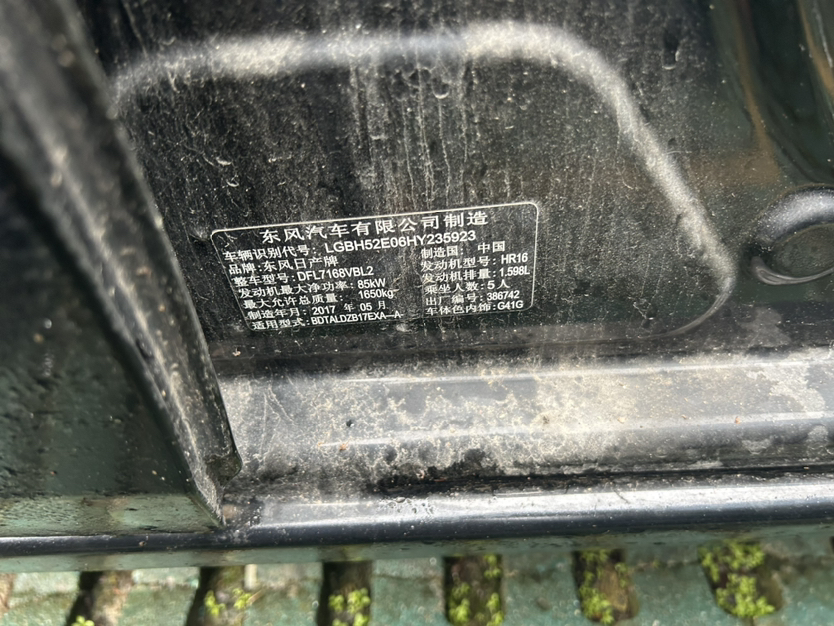 东风汽车有限公司制造
车辆识别代号: LGBH52E06HY235923
品牌: 东风日产牌 制造国: 中国
整车型号: DFL7168VBL2 发动机型号: HR16
发动机最大净功率: 85kW 发动机排量: 1.598L
最大允许总质量: 1650kg 乘坐人数: 5人
制造年月: 2017 年 05 月 出厂编号: 386742
适用型式: BDTALDZB17EXA—A 车体色内饰: G41G